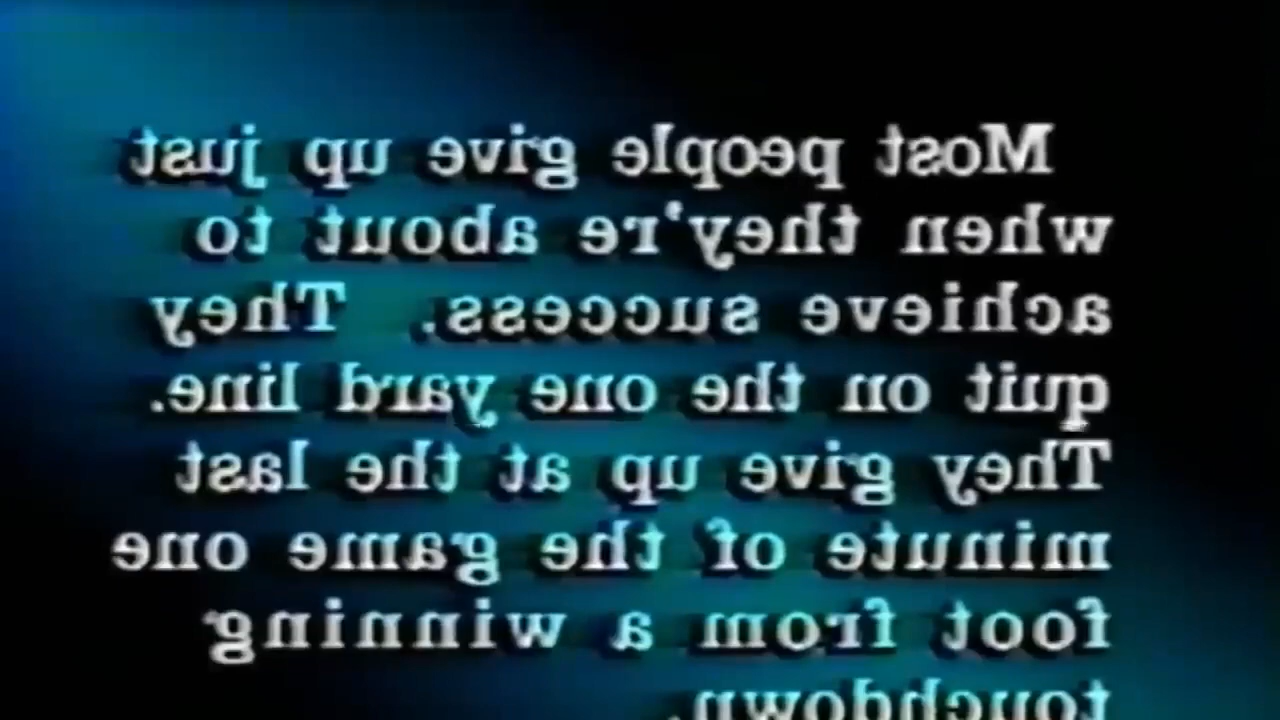 Most people give up just
when they're about to
achieve success. They
quit on the one yard line.
They give up at the last
minute of the game one
foot from a winning
touchdown.